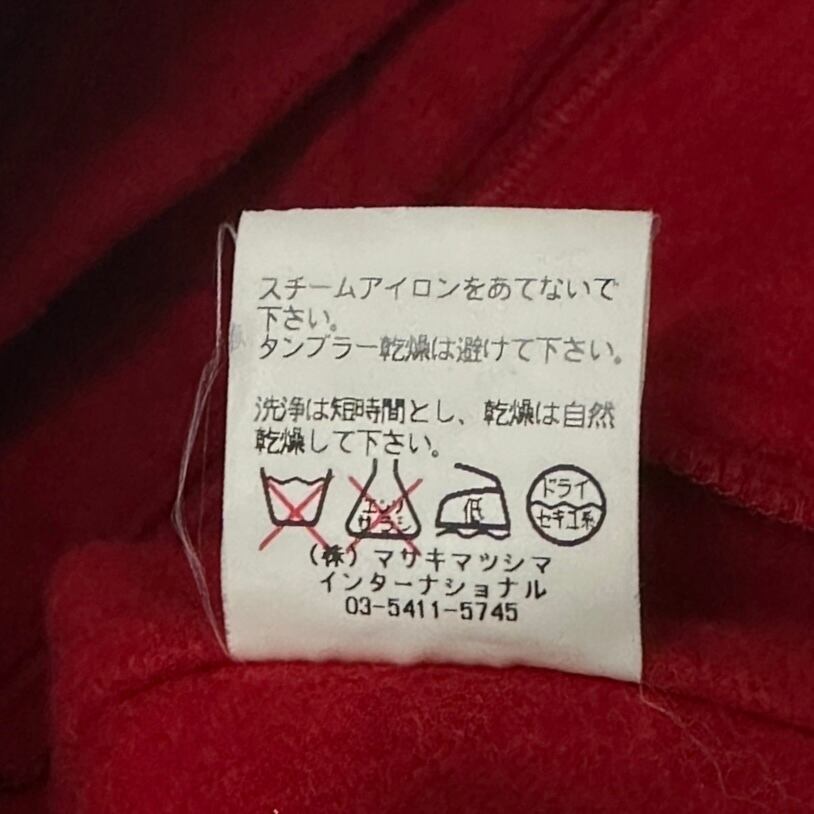 スチームアイロンをあてないで
下さい。
タンブラー乾燥は避けて下さい。
洗浄は短時間とし、乾燥は自然
乾燥して下さい。
エンソ
サラシ
低
ドライ
セキユ系
(株)マサキマツシマ
インターナショナル
03-5411-5745